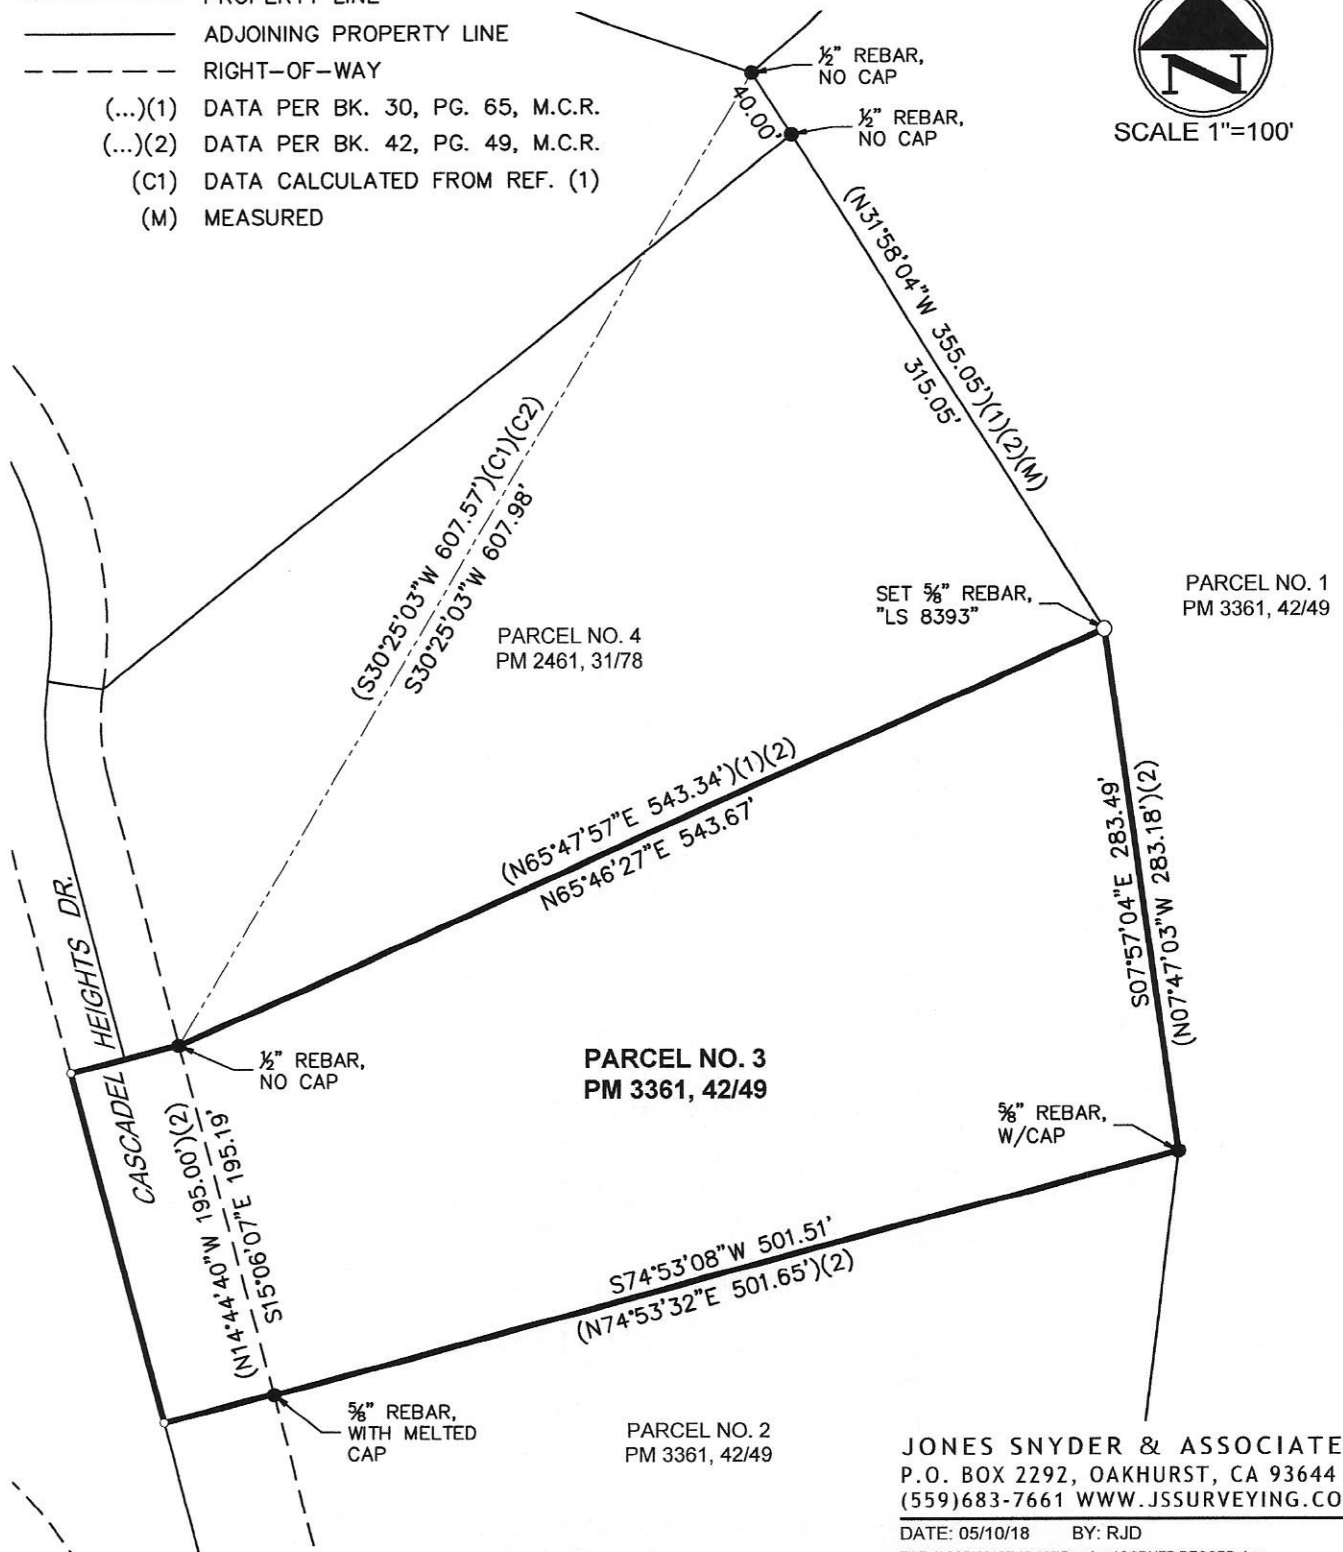 PROPERTY LINE
ADJOINING PROPERTY LINE
RIGHT-OF-WAY
(...)(1) DATA PER BK. 30, PG. 65, M.C.R.
(...)(2) DATA PER BK. 42, PG. 49, M.C.R.
(C1) DATA CALCULATED FROM REF. (1)
(M) MEASURED
N
SCALE 1"=100'
½" REBAR,
NO CAP
40.00'
½" REBAR,
NO CAP
(N31°58'04"W 355.05')(1)(2)(M)
315.05'
(S30°25'03"W 607.57')(C1)(C2)
S30°25'03"W 607.98'
SET ⅝" REBAR,
"LS 8393"
PARCEL NO. 1
PM 3361, 42/49
PARCEL NO. 4
PM 2461, 31/78
(N65°47'57"E 543.34')(1)(2)
N65°46'27"E 543.67'
S07°57'04"E 283.49'
(N07°47'03"W 283.18')(2)
CASCADEL HEIGHTS DR.
½" REBAR,
NO CAP
PARCEL NO. 3
PM 3361, 42/49
⅝" REBAR,
W/CAP
(N14°44'40"W 195.00')(2)
S15°06'07"E 195.19'
S74°53'08"W 501.51'
(N74°53'32"E 501.65')(2)
⅝" REBAR,
WITH MELTED
CAP
PARCEL NO. 2
PM 3361, 42/49
JONES SNYDER & ASSOCIATE
P.O. BOX 2292, OAKHURST, CA 93644
(559)683-7661 WWW.JSSURVEYING.CO
DATE: 05/10/18 BY: RJD